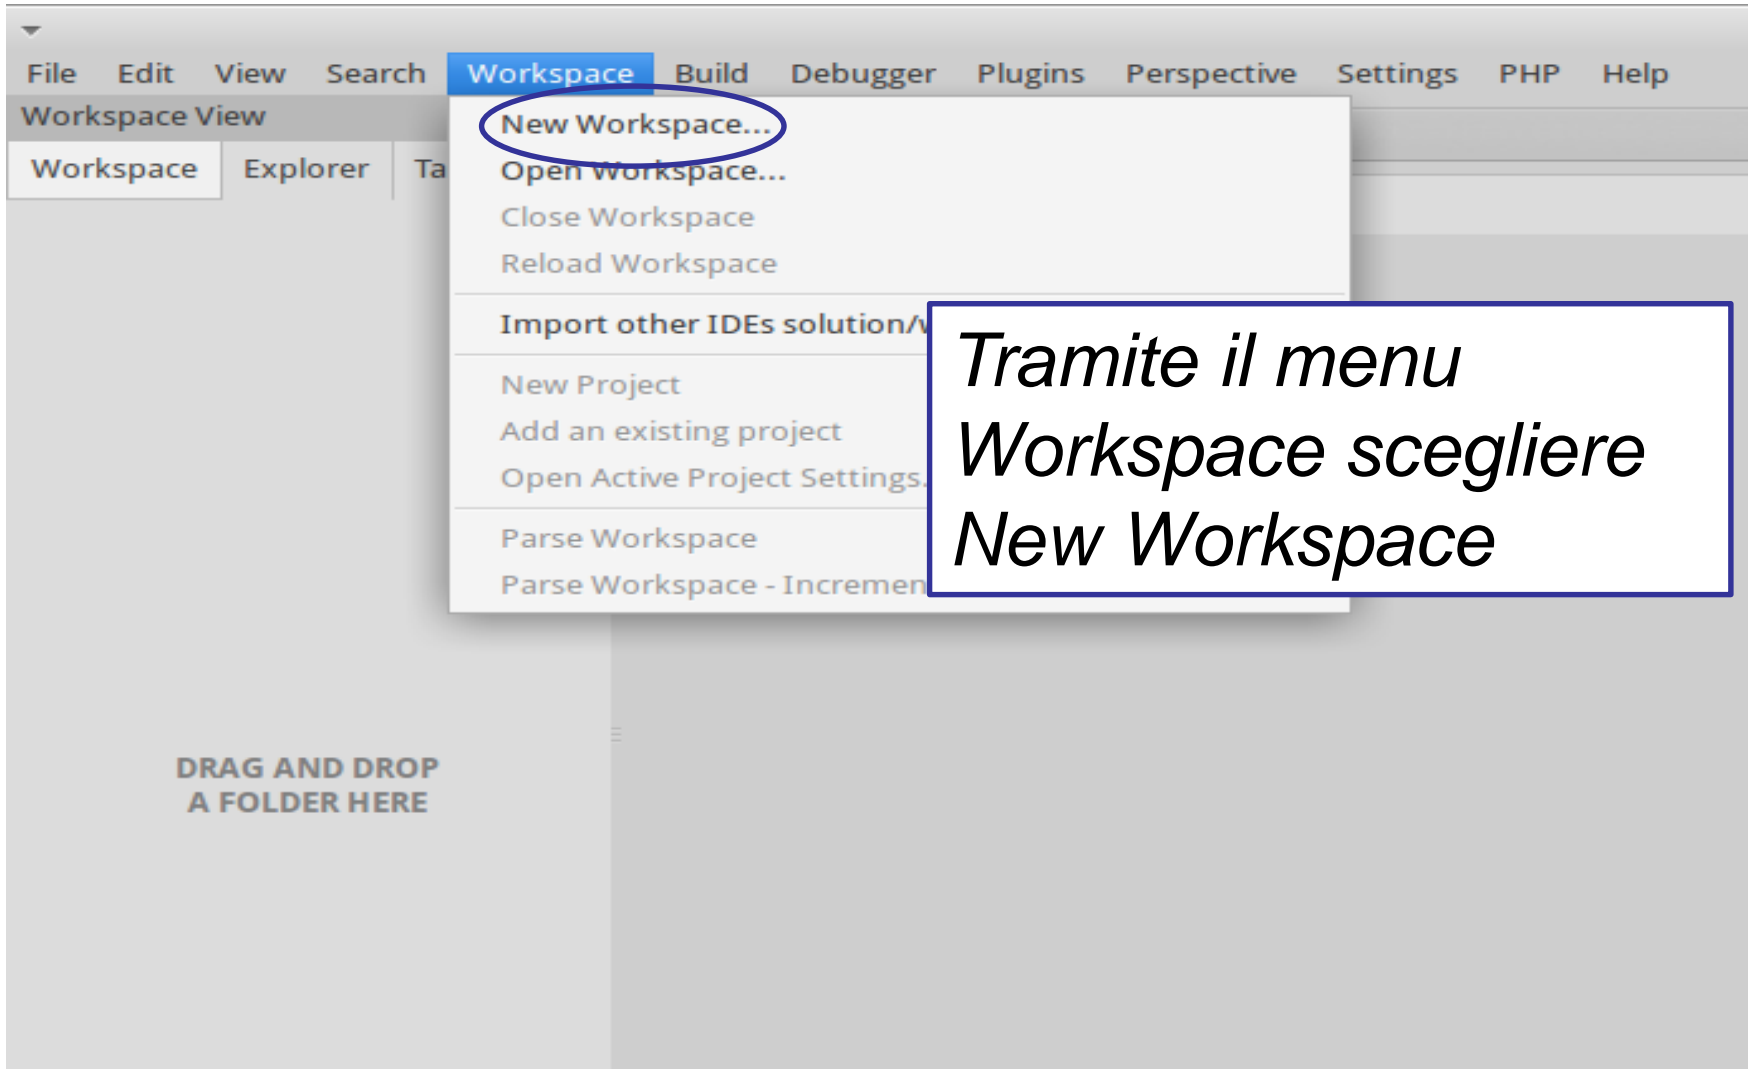 File Edit View Search Workspace Build Debugger Plugins Perspective Settings PHP Help
Workspace View
Workspace Explorer Ta
New Workspace...
Open Workspace...
Close Workspace
Reload Workspace
Import other IDEs solution/
New Project
Add an existing project
Open Active Project Settings.
Parse Workspace
Parse Workspace - Incremen
Tramite il menu
Workspace scegliere
New Workspace
DRAG AND DROP
A FOLDER HERE